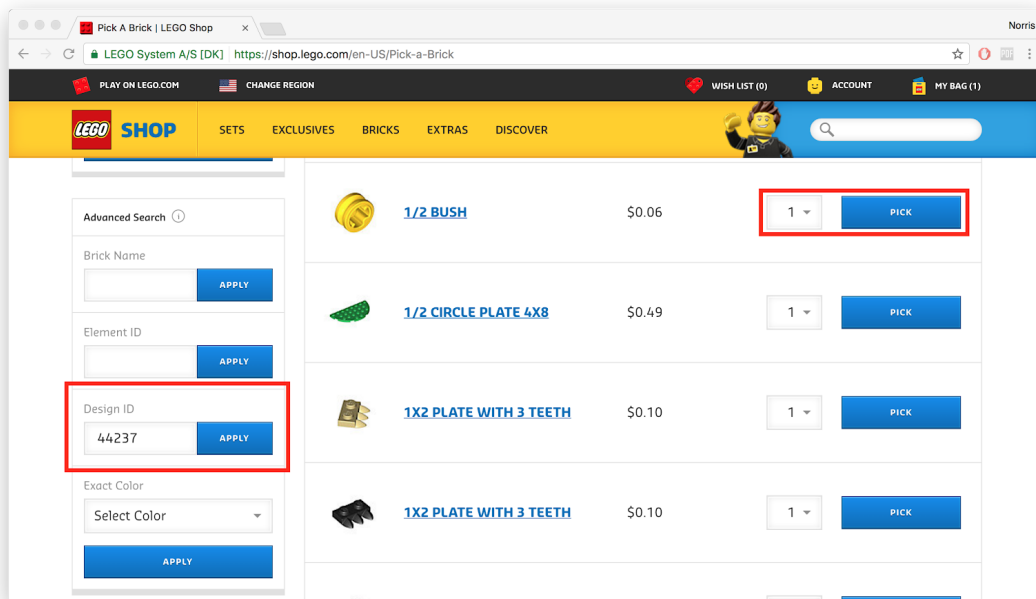 Pick A Brick | LEGO Shop ×
Norris
LEGO System A/S [DK] https://shop.lego.com/en-US/Pick-a-Brick
PDF
PLAY ON LEGO.COM CHANGE REGION WISH LIST (0) ACCOUNT MY BAG (1)
LEGO SHOP SETS EXCLUSIVES BRICKS EXTRAS DISCOVER
Advanced Search
Brick Name
APPLY
Element ID
APPLY
Design ID
44237 APPLY
Exact Color
Select Color
APPLY
1/2 BUSH $0.06 1 PICK
1/2 CIRCLE PLATE 4X8 $0.49 1 PICK
1X2 PLATE WITH 3 TEETH $0.10 1 PICK
1X2 PLATE WITH 3 TEETH $0.10 1 PICK